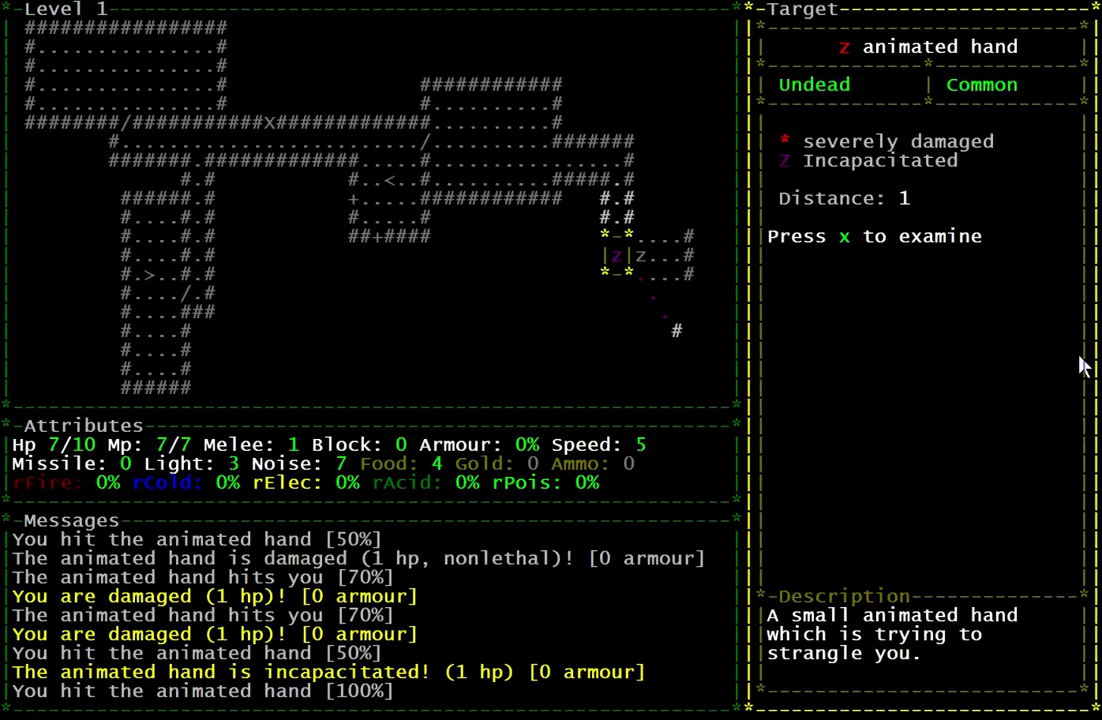 Level 1
Target
z animated hand
Undead | Common
* severely damaged
Z Incapacitated
Distance: 1
Press x to examine
#################
#...............#
#...............#
#...............# ############
#...............# #..........#
########/###########X#############..........#
#........................./..........#######
#######.#############.....#................#
#.# #..<..#..........#####.#
######.# +.....############ #.#
#....#.# #.....# #.#
#....#.# ##+#### *-*....#
#....#.# |z|z...#
#.>..#.# *-*....#
#..../.# .
#....### .
#....# #
#....#
#....#
######
Attributes
Hp 7/10 Mp: 7/7 Melee: 1 Block: 0 Armour: 0% Speed: 5
Missile: 0 Light: 3 Noise: 7 Food: 4 Gold: 0 Ammo: 0
rFire: 0% rCold: 0% rElec: 0% rAcid: 0% rPois: 0%
Messages
You hit the animated hand [50%]
The animated hand is damaged (1 hp, nonlethal)! [0 armour]
The animated hand hits you [70%]
You are damaged (1 hp)! [0 armour]
The animated hand hits you [70%]
You are damaged (1 hp)! [0 armour]
You hit the animated hand [50%]
The animated hand is incapacitated! (1 hp) [0 armour]
You hit the animated hand [100%]
Description
A small animated hand
which is trying to
strangle you.